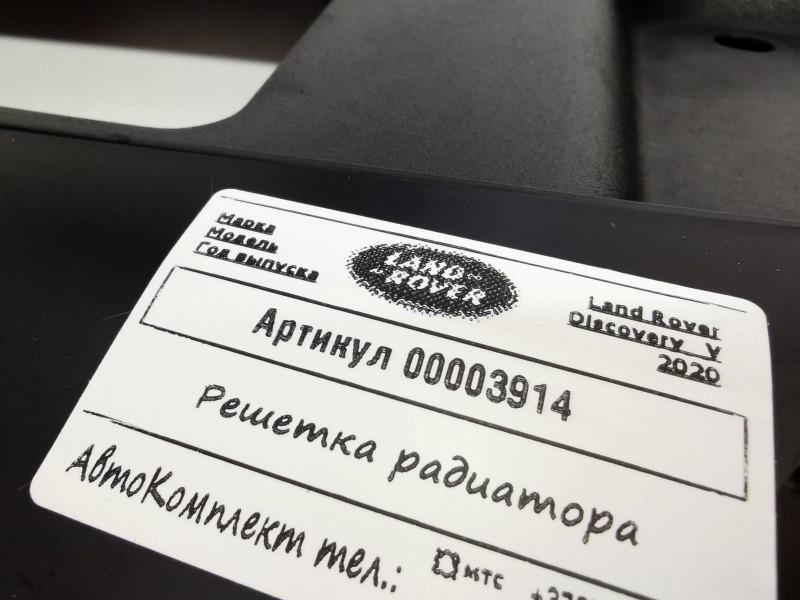 Марка
Модель
Год выпуска
LAND ROVER
Land Rover
Discovery V
2020
Артикул 00003914
Решетка радиатора
АвтоКомплект тел.:
мтс